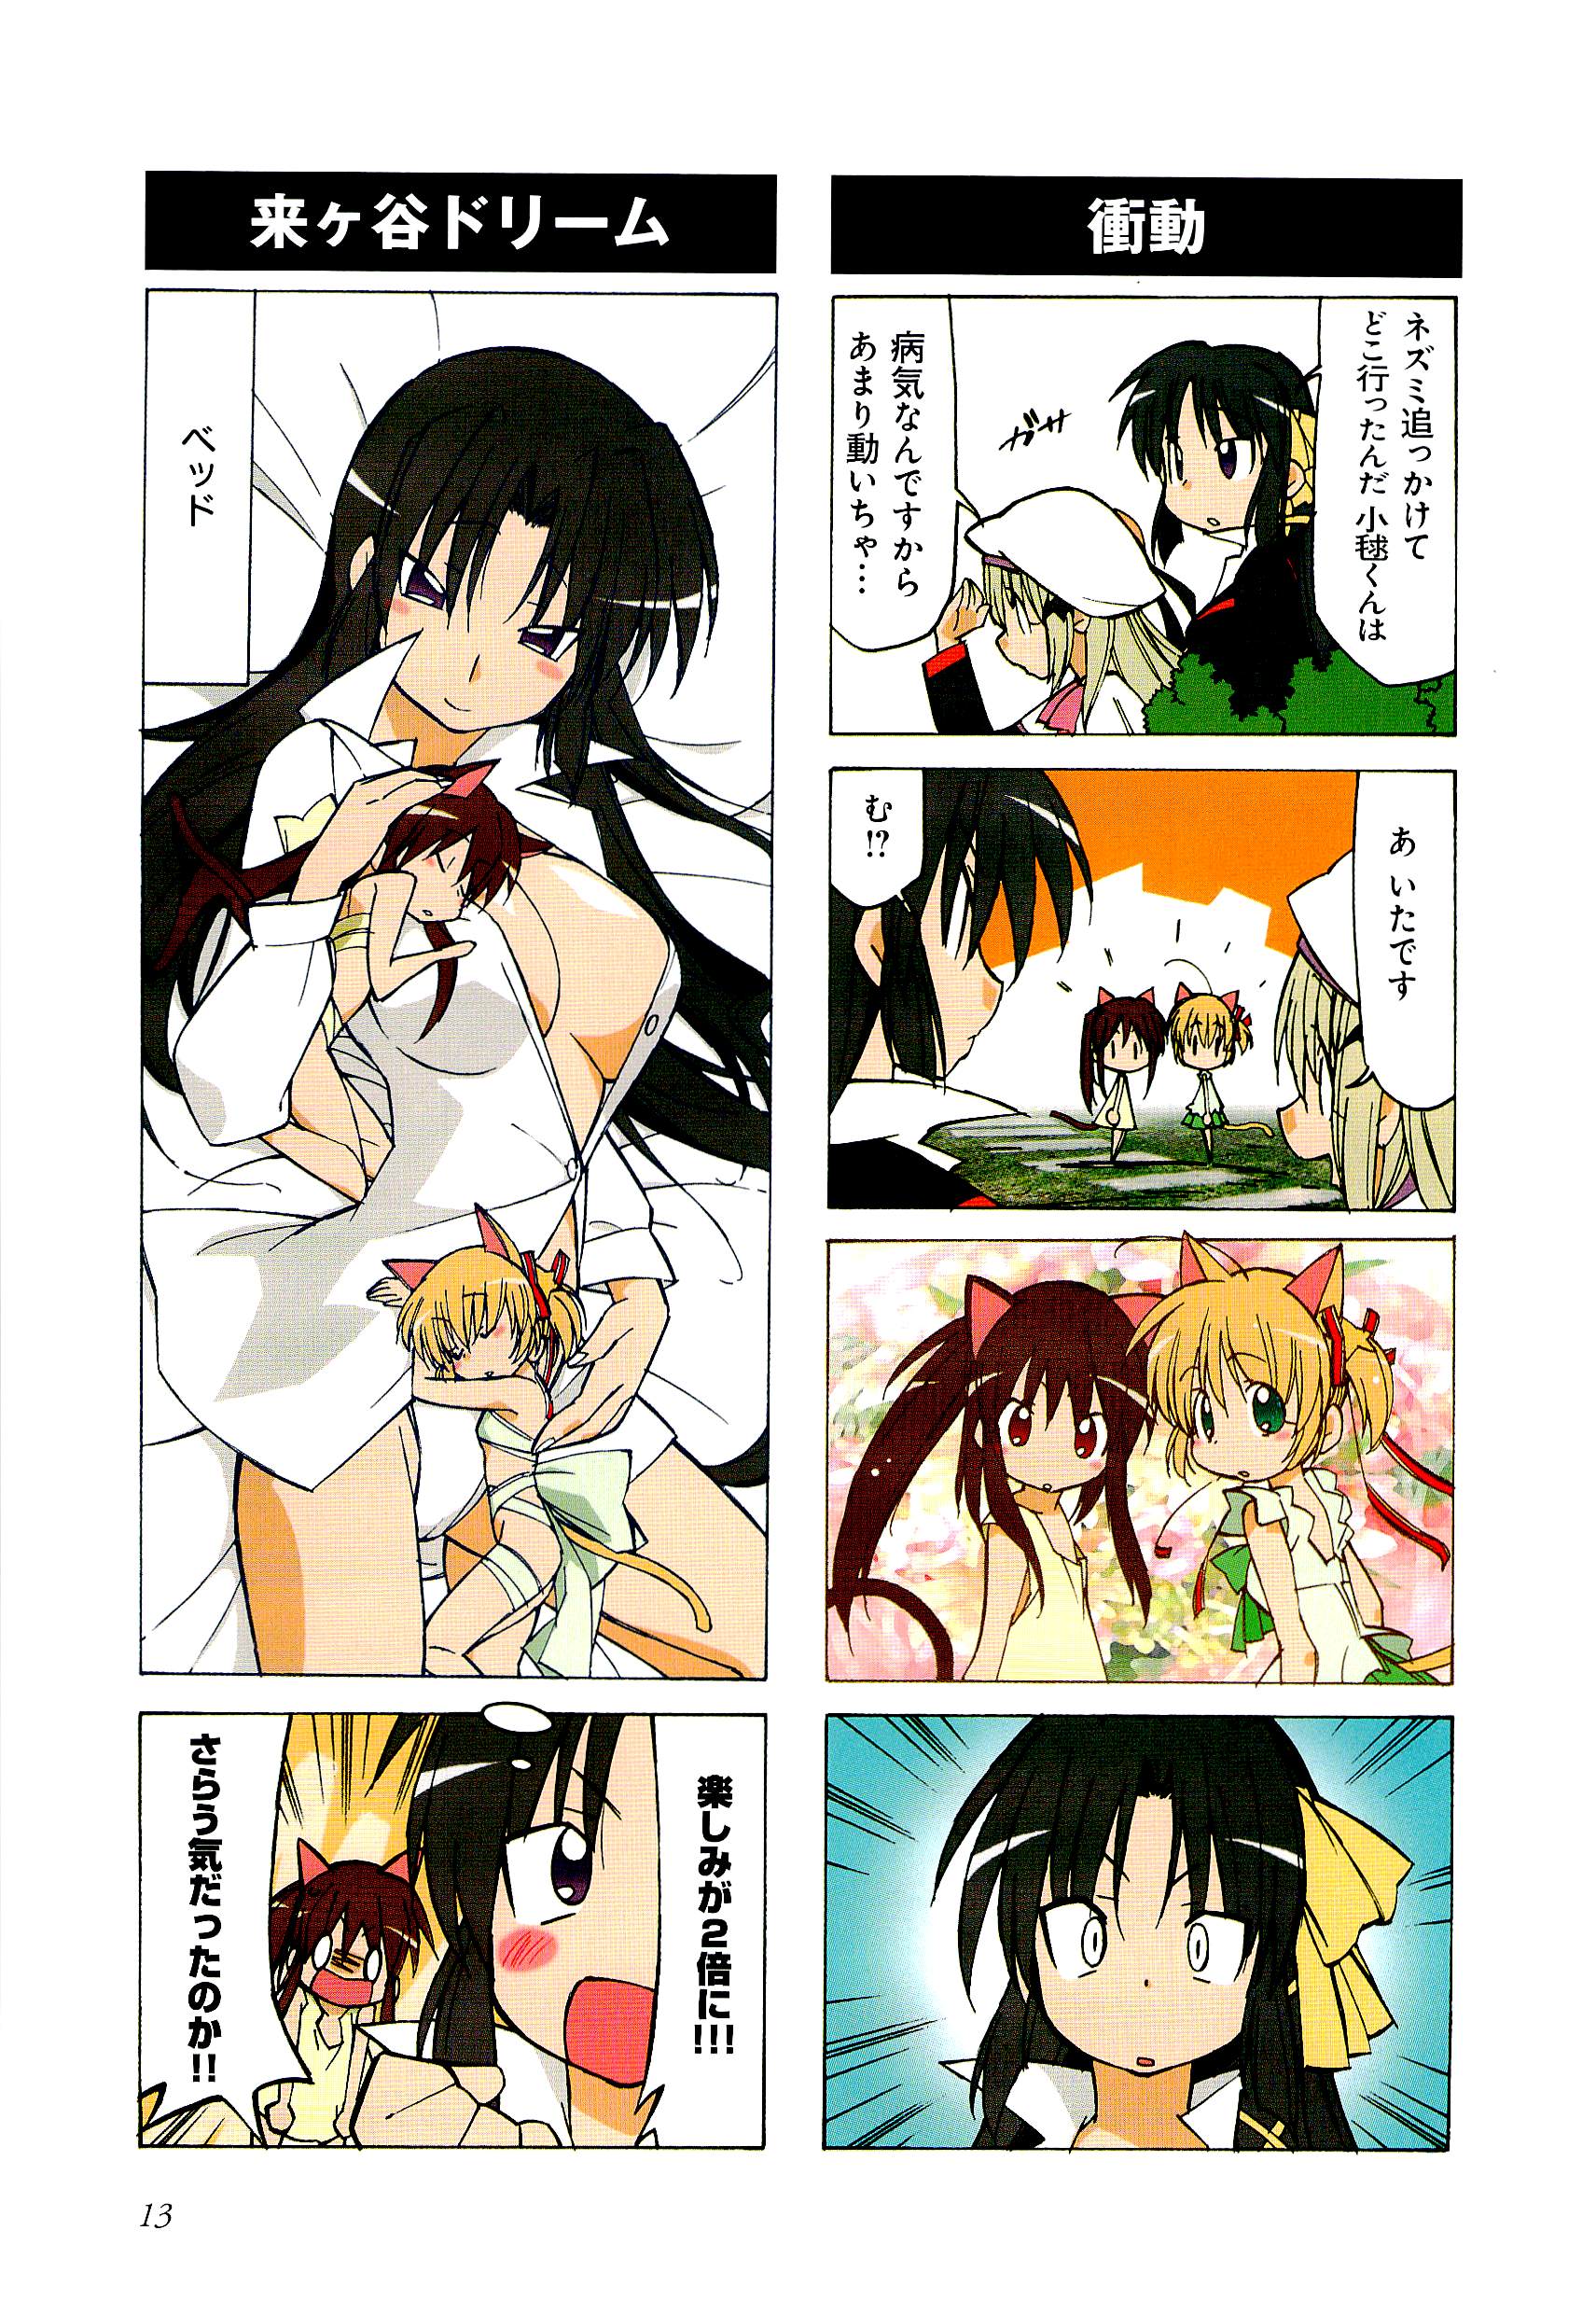 衝動
ネズミ追っかけて
どこ行ったんだ 小毬くんは
ガサ
病気なんですから
あまり動いちゃ…
あ いたです
む!?
来ヶ谷ドリーム
ベッド
楽しみが2倍に!!!
さらう気だったのか!!
13